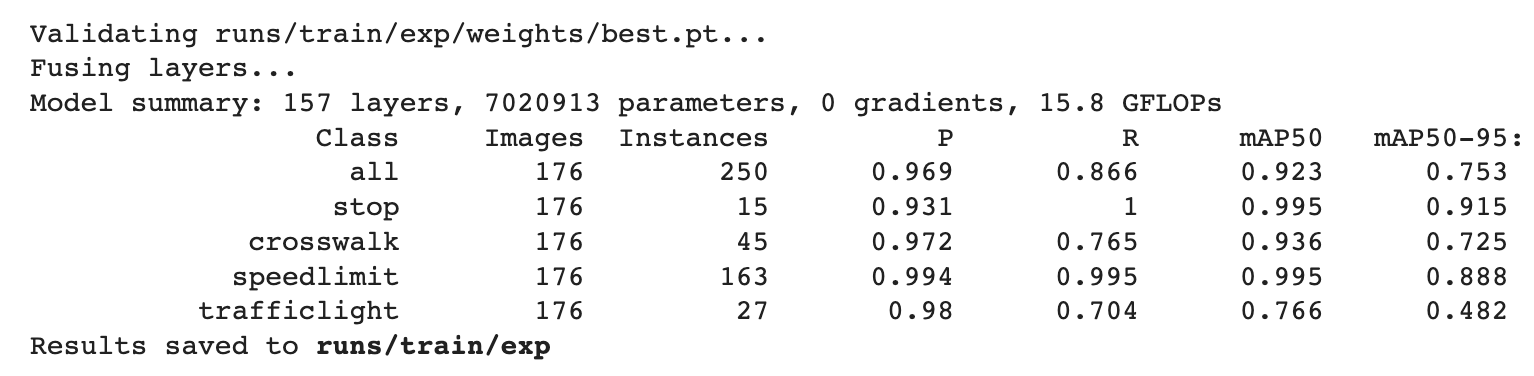 Validating runs/train/exp/weights/best.pt...
Fusing layers...
Model summary: 157 layers, 7020913 parameters, 0 gradients, 15.8 GFLOPs
Class Images Instances P R mAP50 mAP50-95:
all 176 250 0.969 0.866 0.923 0.753
stop 176 15 0.931 1 0.995 0.915
crosswalk 176 45 0.972 0.765 0.936 0.725
speedlimit 176 163 0.994 0.995 0.995 0.888
trafficlight 176 27 0.98 0.704 0.766 0.482
Results saved to runs/train/exp